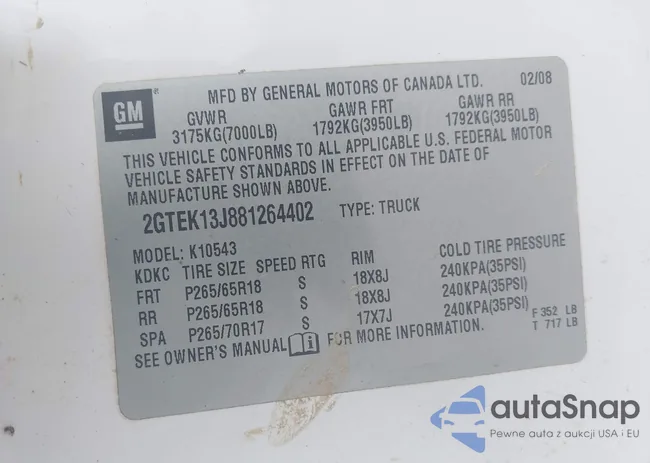 MFD BY GENERAL MOTORS OF CANADA LTD. 02/08
GM
GVWR GAWR FRT GAWR RR
3175KG(7000LB) 1792KG(3950LB) 1792KG(3950LB)
THIS VEHICLE CONFORMS TO ALL APPLICABLE U.S. FEDERAL MOTOR
VEHICLE SAFETY STANDARDS IN EFFECT ON THE DATE OF
MANUFACTURE SHOWN ABOVE.
2GTEK13J881264402 TYPE: TRUCK
MODEL: K10543
KDKC TIRE SIZE SPEED RTG RIM COLD TIRE PRESSURE
FRT P265/65R18 S 18X8J 240KPA(35PSI)
RR P265/65R18 S 18X8J 240KPA(35PSI)
SPA P265/70R17 S 17X7J 240KPA(35PSI)
SEE OWNER'S MANUAL i FOR MORE INFORMATION.
F 352 LB
T 717 LB
autaSnap
Pewne auta z aukcji USA i EU